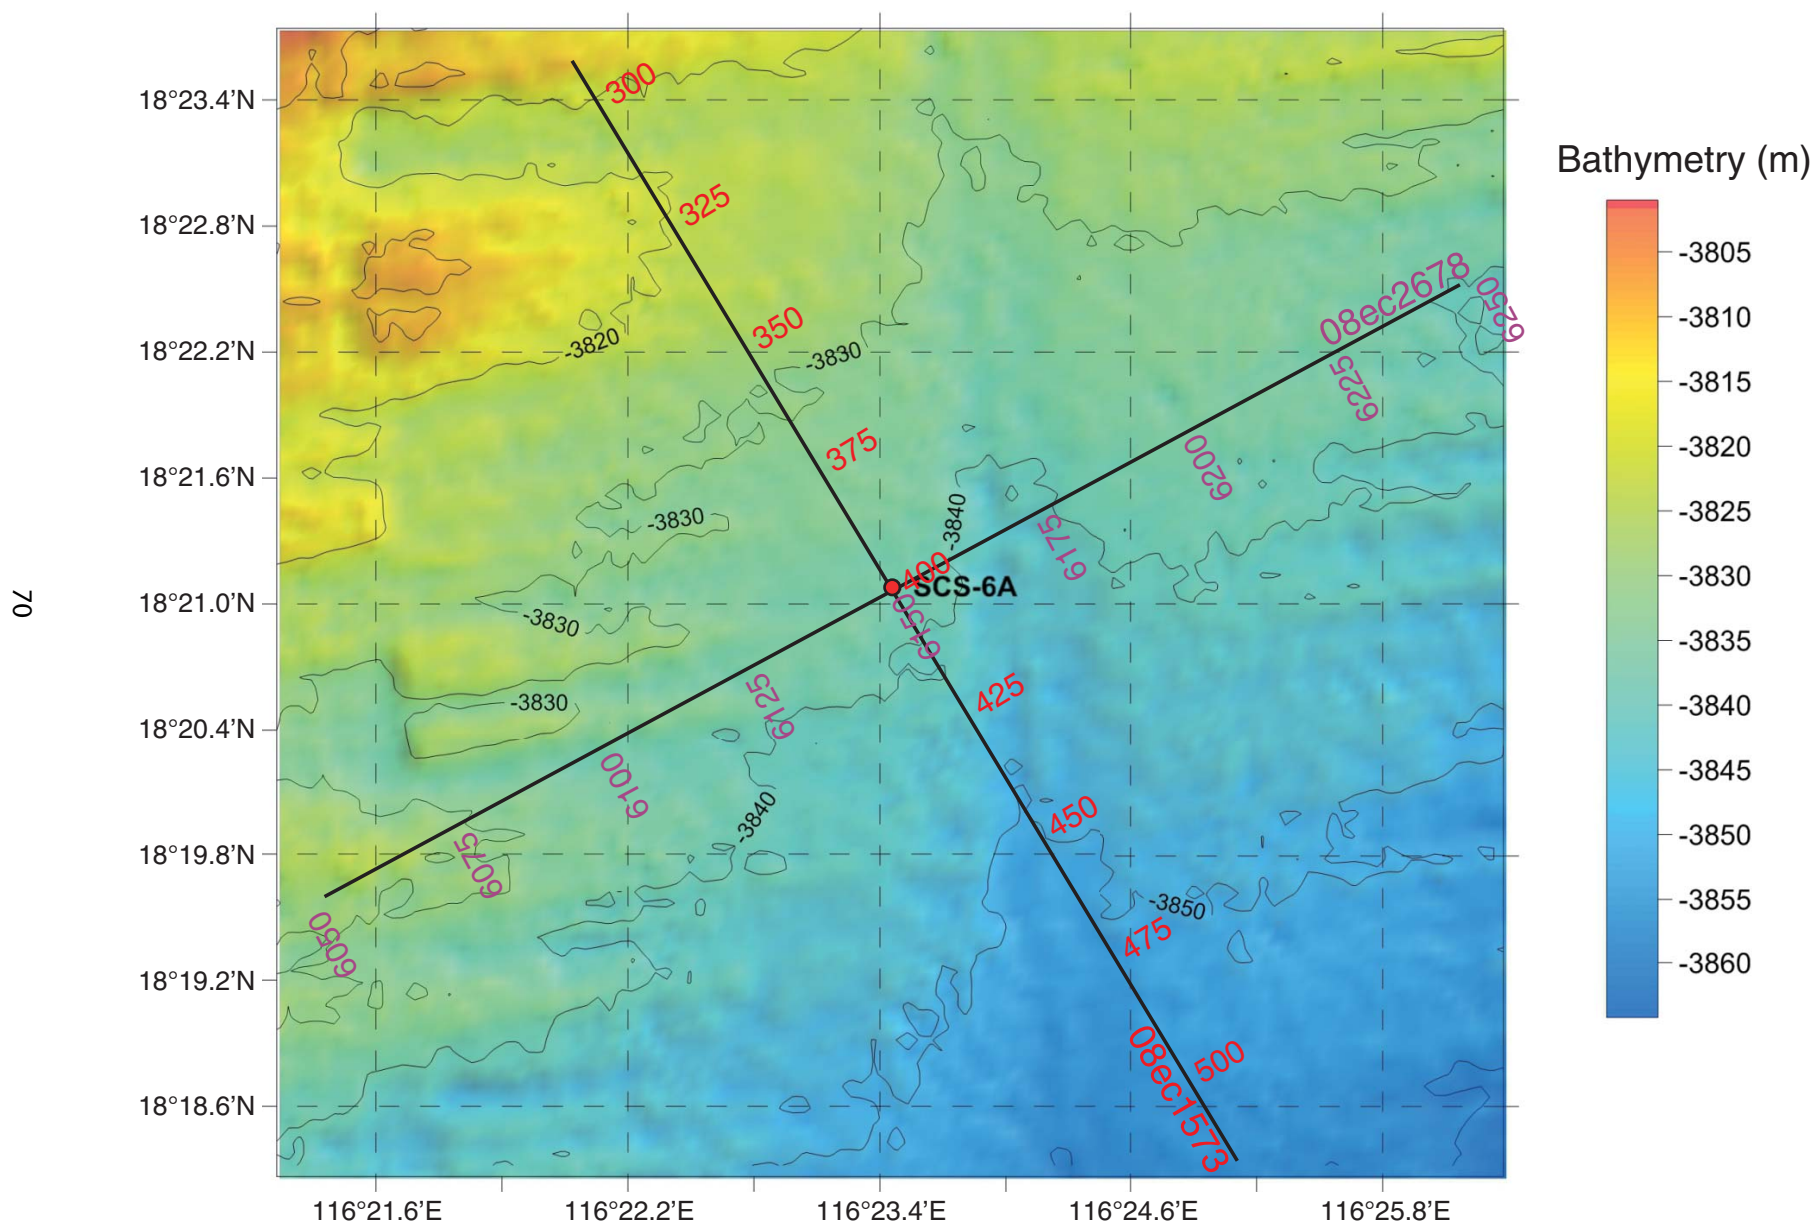 300
18°23.4'N
Bathymetry (m)
325
18°22.8'N
-3805
08ec2678
6250
-3810
350
-3820
-3830
18°22.2'N
-3815
6225
375
-3820
6200
18°21.6'N
-3840
-3830
-3825
6175
400
-3830
SCS-6A
70
18°21.0'N
6150
-3830
-3835
425
6125
-3830
-3840
18°20.4'N
6100
-3845
-3840
450
6075
18°19.8'N
-3850
-3850
475
-3855
6050
18°19.2'N
-3860
500
08ec1573
18°18.6'N
116°21.6'E
116°22.2'E
116°23.4'E
116°24.6'E
116°25.8'E